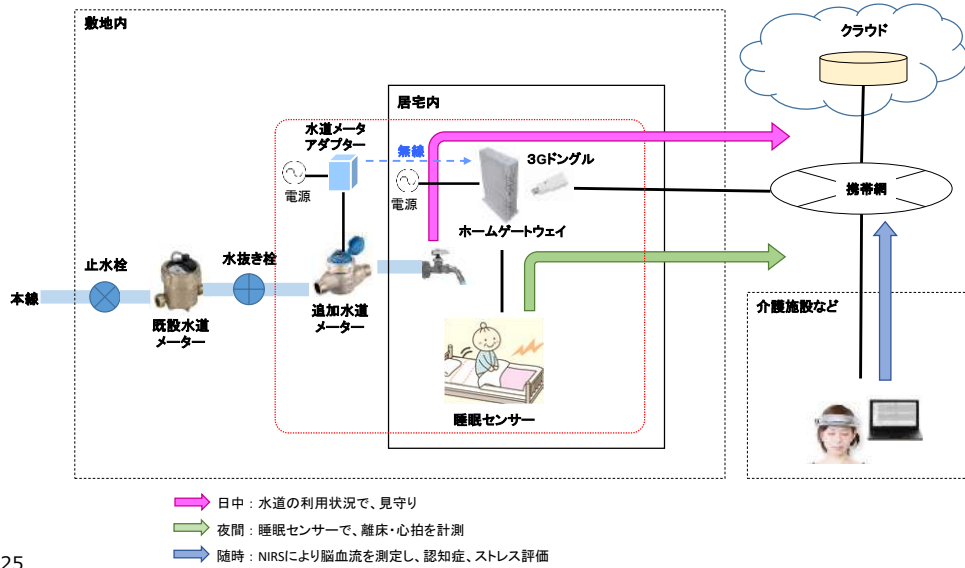 敷地内
クラウド
居宅内
水道メータ
アダプター
無線
3Gドングル
電源
電源
携帯網
ホームゲートウェイ
止水栓
水抜き栓
本線
既設水道
メーター
追加水道
メーター
介護施設など
睡眠センサー
日中：水道の利用状況で、見守り
夜間：睡眠センサーで、離床・心拍を計測
随時：NIRSにより脳血流を測定し、認知症、ストレス評価
25